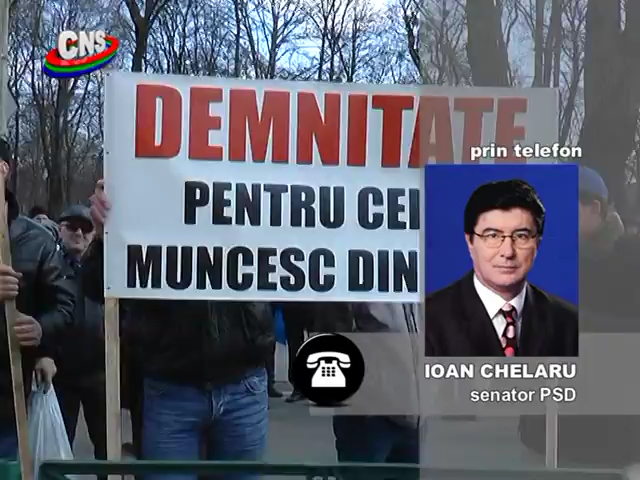 CNS
DEMNITATE
prin telefon
PENTRU CEI
MUNCESC DIN
IOAN CHELARU
senator PSD